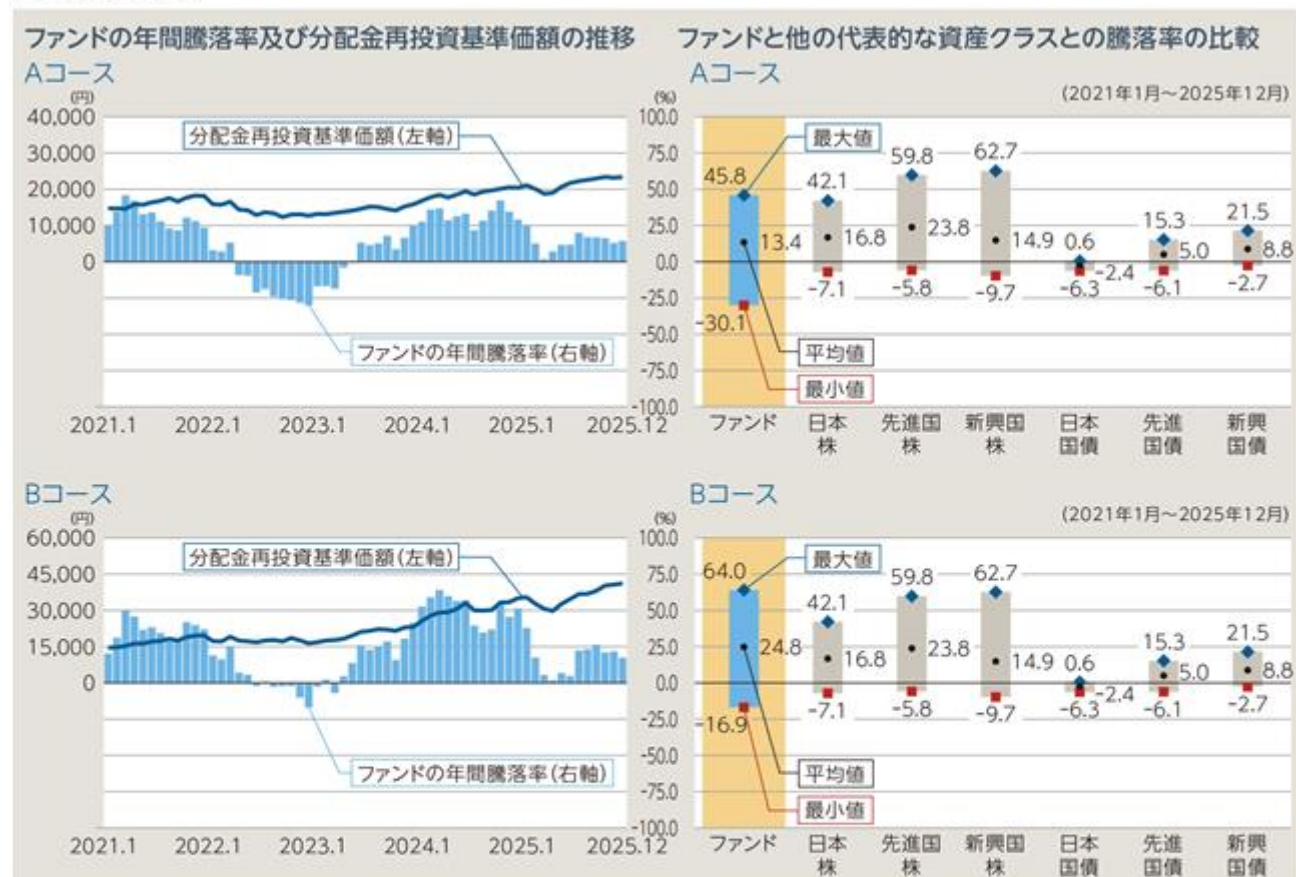 ファンドの年間騰落率及び分配金再投資基準価額の推移
Aコース
(円)
40,000
30,000
20,000
10,000
0
(%)
100.0
75.0
50.0
25.0
0.0
-25.0
-50.0
-75.0
-100.0
分配金再投資基準価額(左軸)
ファンドの年間騰落率(右軸)
2021.1 2022.1 2023.1 2024.1 2025.1 2025.12
ファンドと他の代表的な資産クラスとの騰落率の比較
Aコース
(2021年1月~2025年12月)
最大値
平均値
最小値
45.8 42.1 59.8 62.7 0.6 15.3 21.5
13.4 16.8 23.8 14.9 -2.4 5.0 8.8
-30.1 -7.1 -5.8 -9.7 -6.3 -6.1 -2.7
ファンド 日本 先進国 新興国 日本 先進 新興
株 株 株 国債 国債 国債
Bコース
(円)
60,000
45,000
30,000
15,000
0
(%)
100.0
75.0
50.0
25.0
0.0
-25.0
-50.0
-75.0
-100.0
分配金再投資基準価額(左軸)
ファンドの年間騰落率(右軸)
2021.1 2022.1 2023.1 2024.1 2025.1 2025.12
Bコース
(2021年1月~2025年12月)
最大値
平均値
最小値
64.0 42.1 59.8 62.7 0.6 15.3 21.5
24.8 16.8 23.8 14.9 -2.4 5.0 8.8
-16.9 -7.1 -5.8 -9.7 -6.3 -6.1 -2.7
ファンド 日本 先進国 新興国 日本 先進 新興
株 株 株 国債 国債 国債